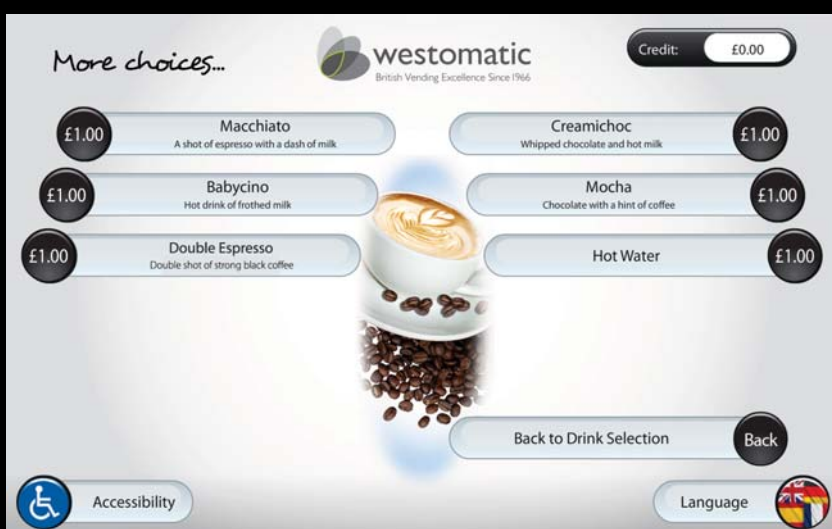 More choices...
westomatic
British Vending Excellence Since 1966
Credit: £0.00
£1.00
Macchiato
A shot of espresso with a dash of milk
Creamichoc
Whipped chocolate and hot milk
£1.00
£1.00
Babycino
Hot drink of frothed milk
Mocha
Chocolate with a hint of coffee
£1.00
£1.00
Double Espresso
Double shot of strong black coffee
Hot Water
£1.00
Back to Drink Selection
Back
Accessibility
Language